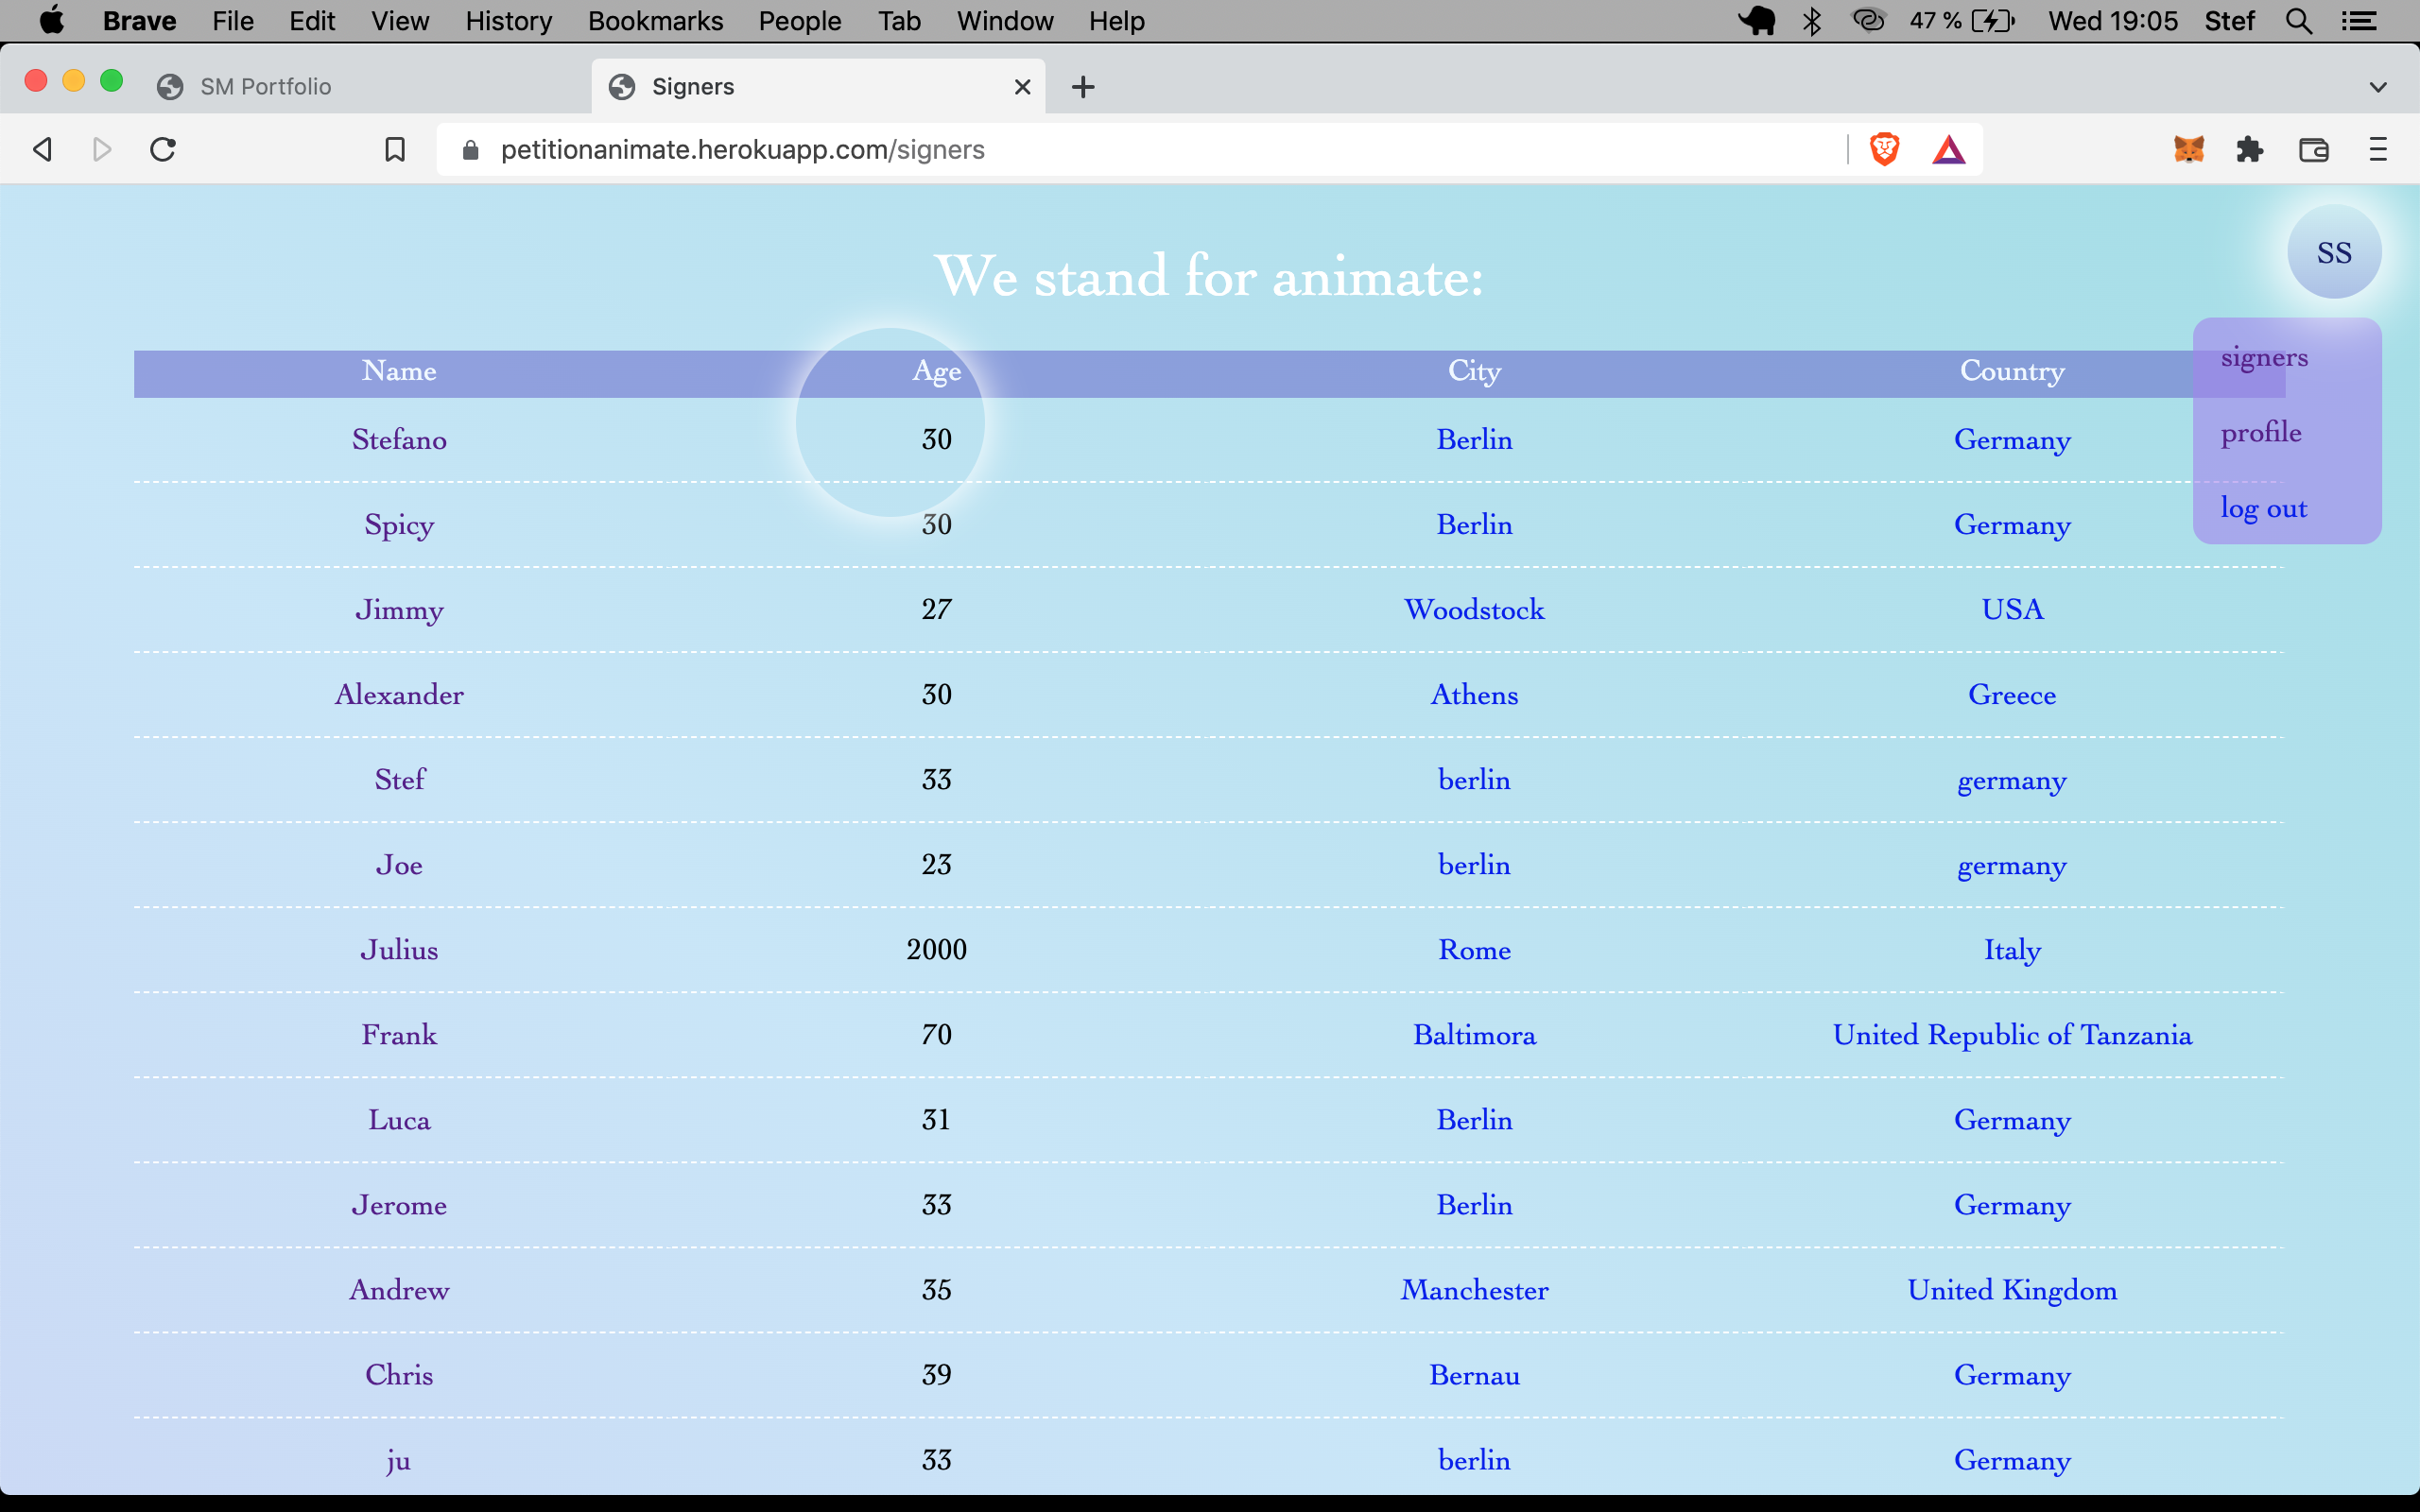 Brave File Edit View History Bookmarks People Tab Window Help 47 % Wed 19:05 Stef
SM Portfolio Signers
petitionanimate.herokuapp.com/signers
SS
We stand for animate:
signers
profile
log out
Name Age City Country
Stefano 30 Berlin Germany
Spicy 30 Berlin Germany
Jimmy 27 Woodstock USA
Alexander 30 Athens Greece
Stef 33 berlin germany
Joe 23 berlin germany
Julius 2000 Rome Italy
Frank 70 Baltimora United Republic of Tanzania
Luca 31 Berlin Germany
Jerome 33 Berlin Germany
Andrew 35 Manchester United Kingdom
Chris 39 Bernau Germany
ju 33 berlin Germany